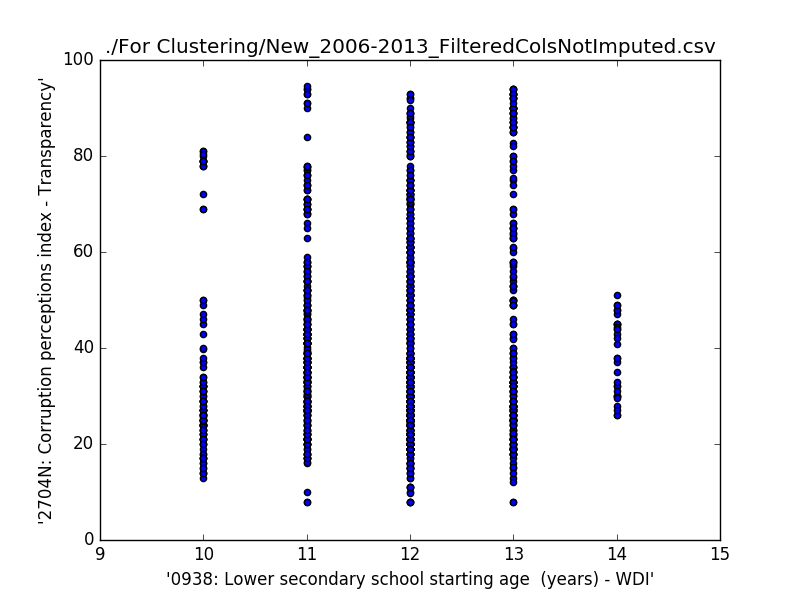 ./For Clustering/New_2006-2013_FilteredColsNotImputed.csv
100
80
60
40
20
0
'2704N: Corruption perceptions index - Transparency'
9 10 11 12 13 14 15
'0938: Lower secondary school starting age  (years) - WDI'